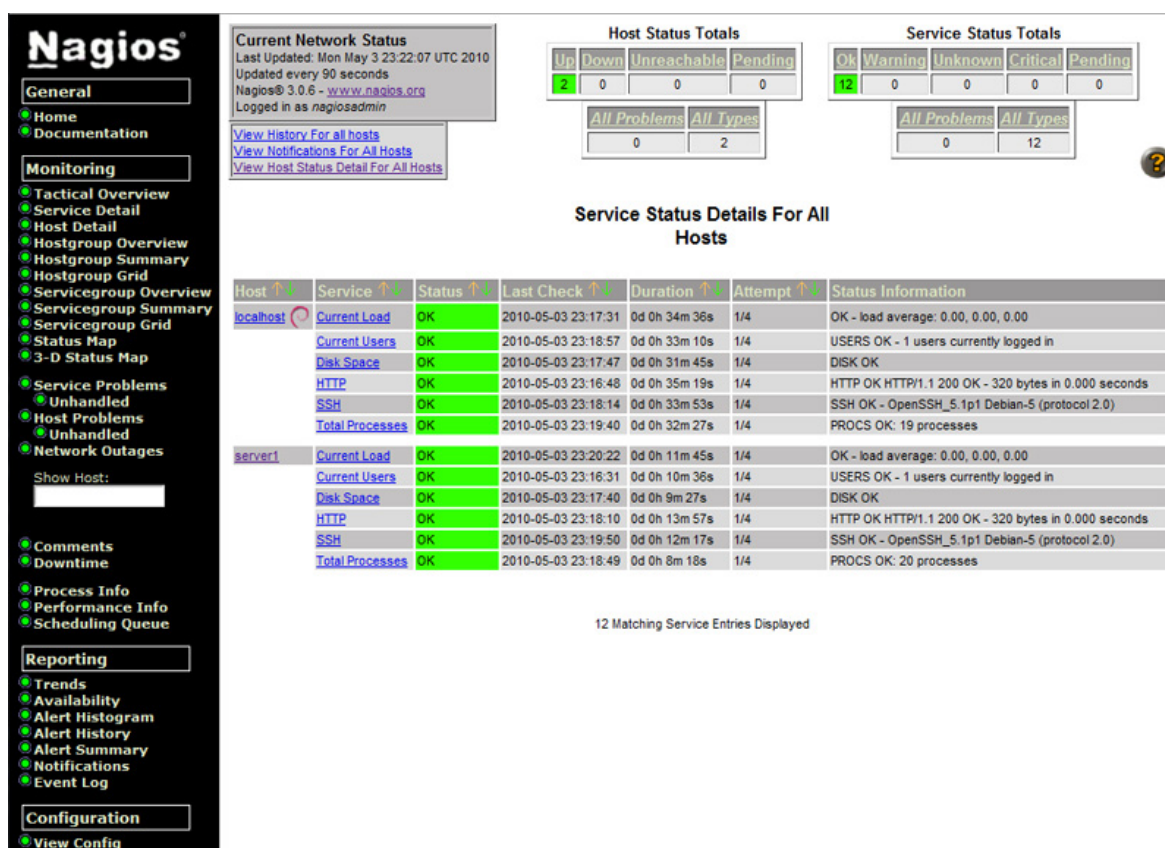 Nagios®
General
Home
Documentation
Monitoring
Tactical Overview
Service Detail
Host Detail
Hostgroup Overview
Hostgroup Summary
Hostgroup Grid
Servicegroup Overview
Servicegroup Summary
Servicegroup Grid
Status Map
3-D Status Map
Service Problems
Unhandled
Host Problems
Unhandled
Network Outages
Show Host:
Comments
Downtime
Process Info
Performance Info
Scheduling Queue
Reporting
Trends
Availability
Alert Histogram
Alert History
Alert Summary
Notifications
Event Log
Configuration
View Config
Current Network Status
Last Updated: Mon May 3 23:22:07 UTC 2010
Updated every 90 seconds
Nagios® 3.0.6 - www.nagios.org
Logged in as nagiosadmin
View History For all hosts
View Notifications For All Hosts
View Host Status Detail For All Hosts
Host Status Totals
Up Down Unreachable Pending
2 0 0 0
All Problems All Types
0 2
Service Status Totals
Ok Warning Unknown Critical Pending
12 0 0 0 0
All Problems All Types
0 12
?
Service Status Details For All
Hosts
Host Service Status Last Check Duration Attempt Status Information
localhost Current Load OK 2010-05-03 23:17:31 0d 0h 34m 36s 1/4 OK - load average: 0.00, 0.00, 0.00
Current Users OK 2010-05-03 23:18:57 0d 0h 33m 10s 1/4 USERS OK - 1 users currently logged in
Disk Space OK 2010-05-03 23:17:47 0d 0h 31m 45s 1/4 DISK OK
HTTP OK 2010-05-03 23:16:48 0d 0h 35m 19s 1/4 HTTP OK HTTP/1.1 200 OK - 320 bytes in 0.000 seconds
SSH OK 2010-05-03 23:18:14 0d 0h 33m 53s 1/4 SSH OK - OpenSSH_5.1p1 Debian-5 (protocol 2.0)
Total Processes OK 2010-05-03 23:19:40 0d 0h 32m 27s 1/4 PROCS OK: 19 processes
server1 Current Load OK 2010-05-03 23:20:22 0d 0h 11m 45s 1/4 OK - load average: 0.00, 0.00, 0.00
Current Users OK 2010-05-03 23:16:31 0d 0h 10m 36s 1/4 USERS OK - 1 users currently logged in
Disk Space OK 2010-05-03 23:17:40 0d 0h 9m 27s 1/4 DISK OK
HTTP OK 2010-05-03 23:18:10 0d 0h 13m 57s 1/4 HTTP OK HTTP/1.1 200 OK - 320 bytes in 0.000 seconds
SSH OK 2010-05-03 23:19:50 0d 0h 12m 17s 1/4 SSH OK - OpenSSH_5.1p1 Debian-5 (protocol 2.0)
Total Processes OK 2010-05-03 23:18:49 0d 0h 8m 18s 1/4 PROCS OK: 20 processes
12 Matching Service Entries Displayed